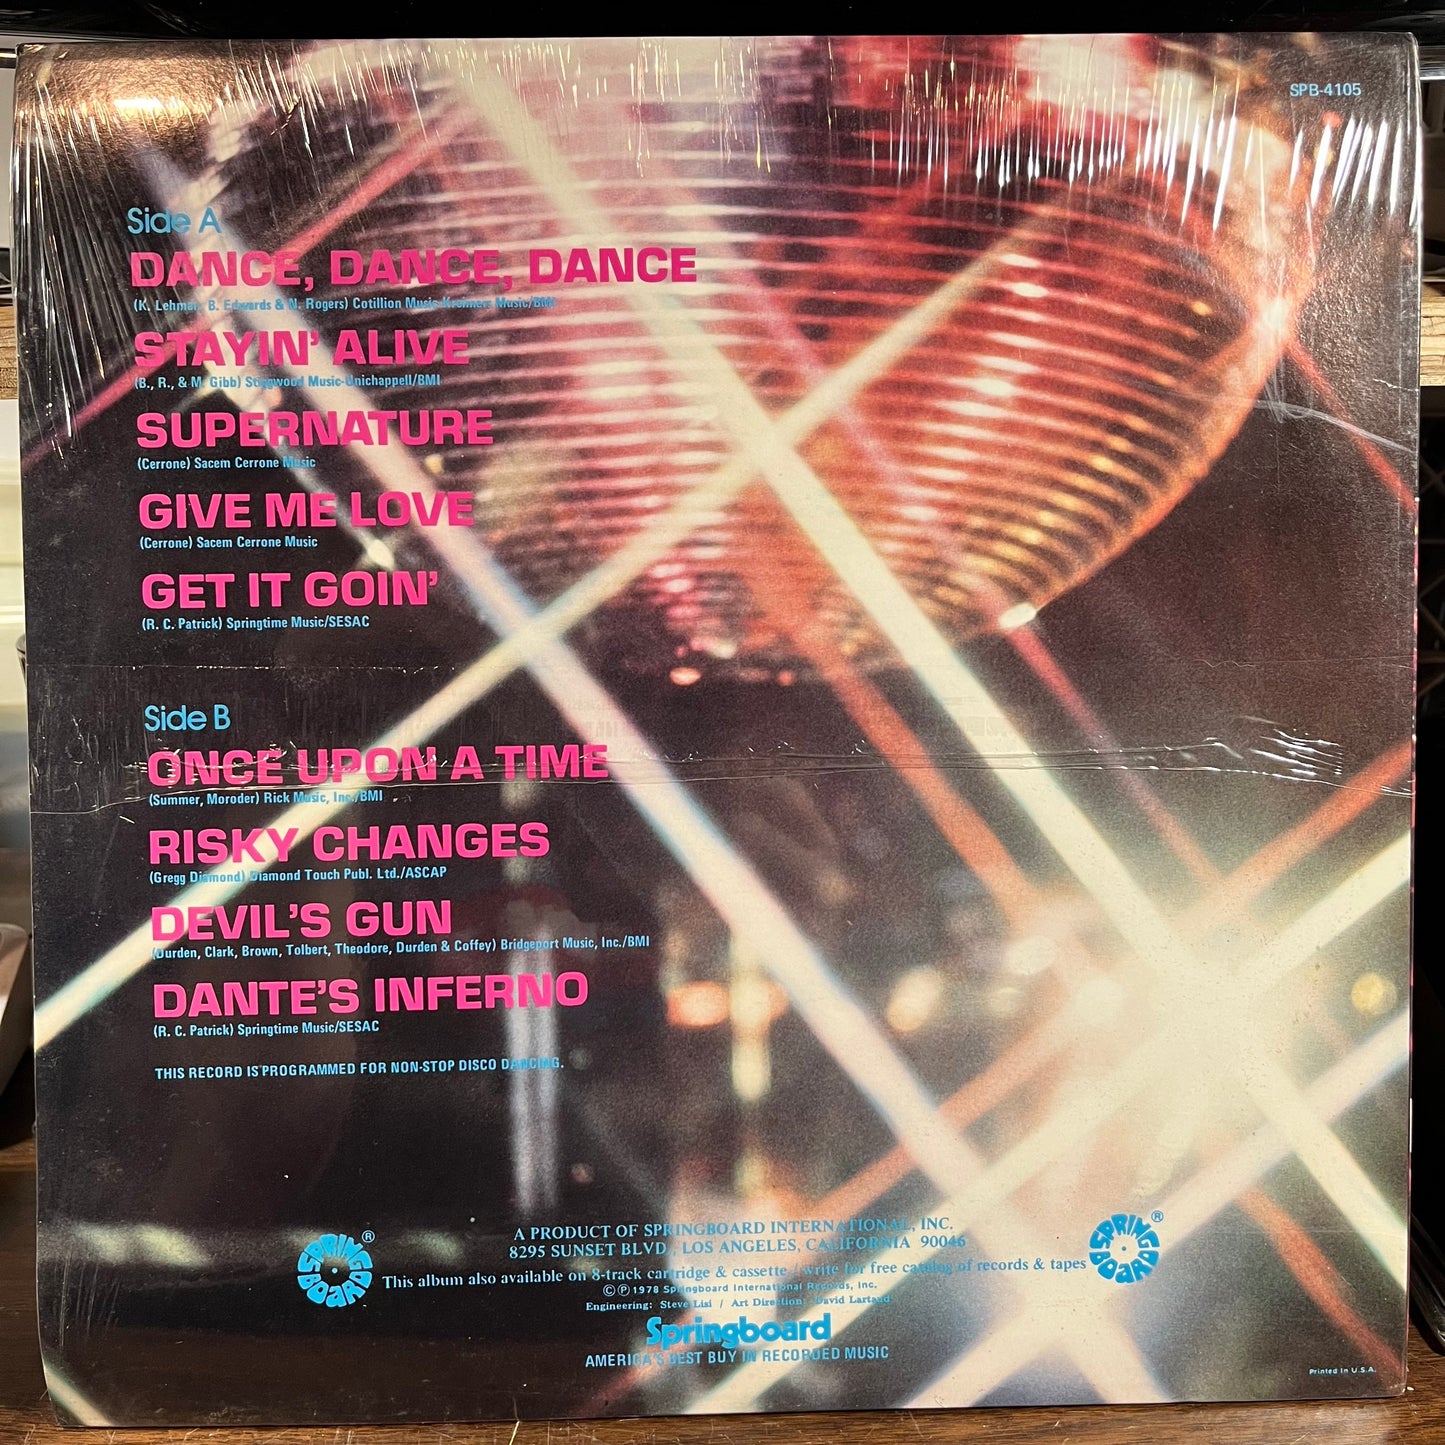 SPB-4105
Side A
DANCE, DANCE, DANCE
(K. Lehman, B. Edwards & N. Rogers) Cotillion Music-Kreimers Music/BMI
STAYIN' ALIVE
(B., R., & M. Gibb) Stigwood Music-Unichappell/BMI
SUPERNATURE
(Cerrone) Sacem Cerrone Music
GIVE ME LOVE
(Cerrone) Sacem Cerrone Music
GET IT GOIN'
(R. C. Patrick) Springtime Music/SESAC
Side B
ONCE UPON A TIME
(Summer, Moroder) Rick Music, Inc./BMI
RISKY CHANGES
(Gregg Diamond) Diamond Touch Publ. Ltd./ASCAP
DEVIL'S GUN
(Durden, Clark, Brown, Tolbert, Theodore, Durden & Coffey) Bridgeport Music, Inc./BMI
DANTE'S INFERNO
(R. C. Patrick) Springtime Music/SESAC
THIS RECORD IS PROGRAMMED FOR NON-STOP DISCO DANCING.
A PRODUCT OF SPRINGBOARD INTERNATIONAL, INC.
8295 SUNSET BLVD., LOS ANGELES, CALIFORNIA 90046
SPRING BOARD ®
This album also available on 8-track cartridge & cassette / write for free catalog of records & tapes
SPRING BOARD ®
©℗1978 Springboard International Records, Inc.
Engineering: Steve Lisi / Art Direction: David Lartaud
Springboard
AMERICA'S BEST BUY IN RECORDED MUSIC
Printed in U.S.A.